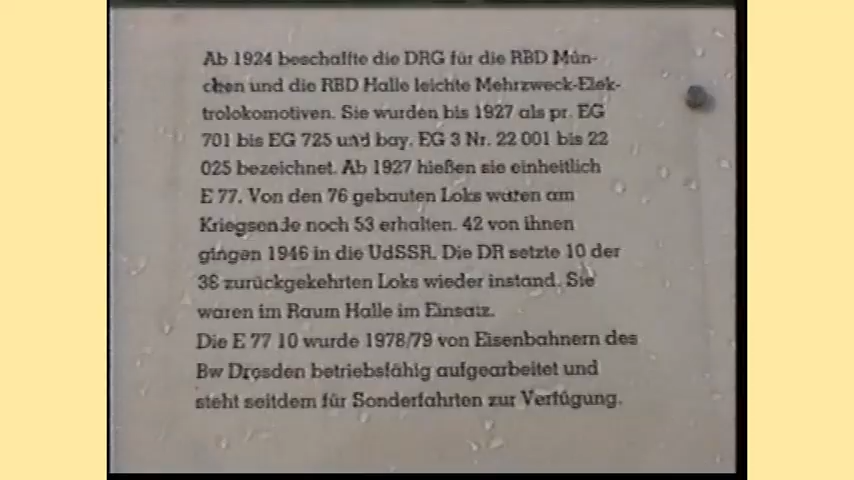 Ab 1924 beschaffte die DRG für die RBD Mün-
chen und die RBD Halle leichte Mehrzweck-Elek-
trolokomotiven. Sie wurden bis 1927 als pr. EG
701 bis EG 725 und bay. EG 3 Nr. 22 001 bis 22
025 bezeichnet. Ab 1927 hießen sie einheitlich
E 77. Von den 76 gebauten Loks waren am
Kriegsende noch 53 erhalten. 42 von ihnen
gingen 1946 in die UdSSR. Die DR setzte 10 der
38 zurückgekehrten Loks wieder instand. Sie
waren im Raum Halle im Einsatz.
Die E 77 10 wurde 1978/79 von Eisenbahnern des
Bw Dresden betriebsfähig aufgearbeitet und
steht seitdem für Sonderfahrten zur Verfügung.